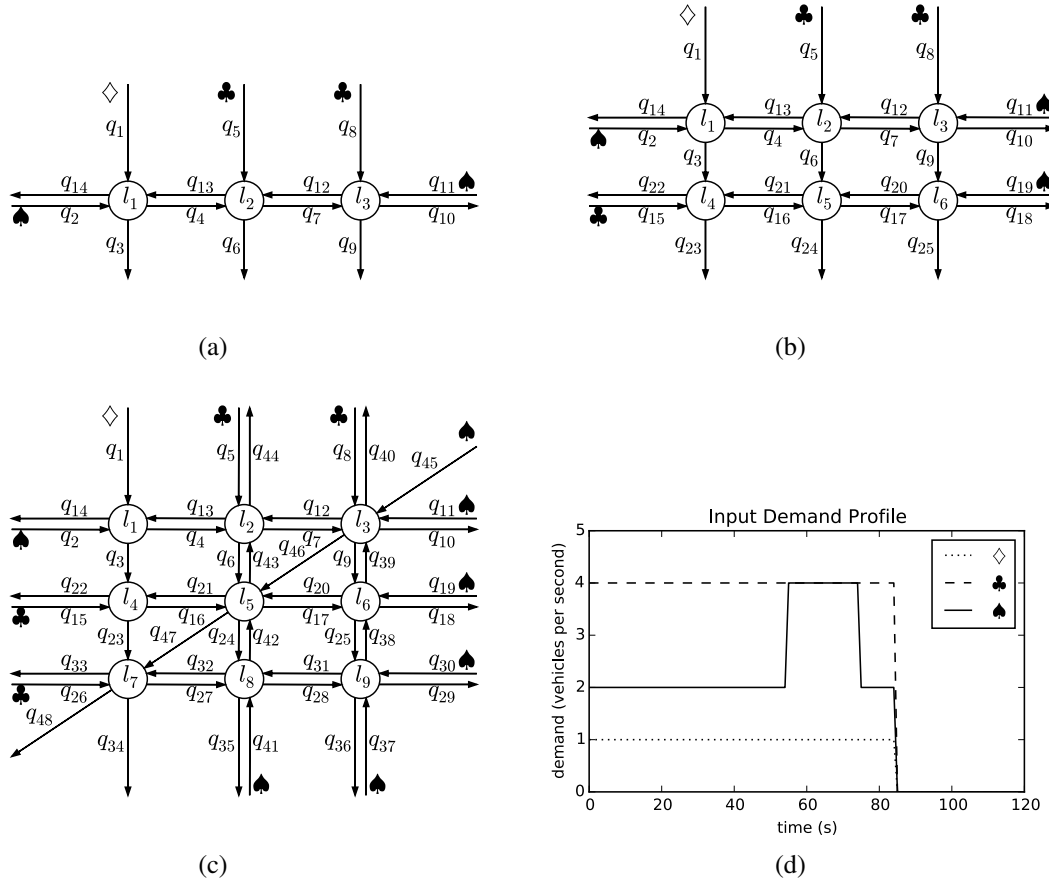 ♢ ♣ ♣
q1 q5 q8
q14 q13 q12 q11 ♠
l1 l2 l3
♠ q2 q4 q7 q10
q3 q6 q9
(a)
♢ ♣ ♣
q1 q5 q8
q14 q13 q12 q11 ♠
l1 l2 l3
♠ q2 q4 q7 q10
q3 q6 q9
q22 q21 q20 q19 ♠
l4 l5 l6
♣ q15 q16 q17 q18
q23 q24 q25
(b)
♢ ♣ ♣ ♠
q1 q5 q44 q8 q40 q45
q14 q13 q12 q11 ♠
l1 l2 l3
♠ q2 q4 q7 q10
q3 q6 q43 q46 q9 q39
q22 q21 q20 q19 ♠
l4 l5 l6
♣ q15 q16 q17 q18
q23 q47 q24 q42 q25 q38
q33 q32 q31 q30 ♠
l7 l8 l9
♣ q26 q27 q28 q29
q48 q34 q35 q41 q36 q37
♠ ♠
(c)
Input Demand Profile
demand (vehicles per second)
5
4
3
2
1
0
♢
♣
♠
0 20 40 60 80 100 120
time (s)
(d)